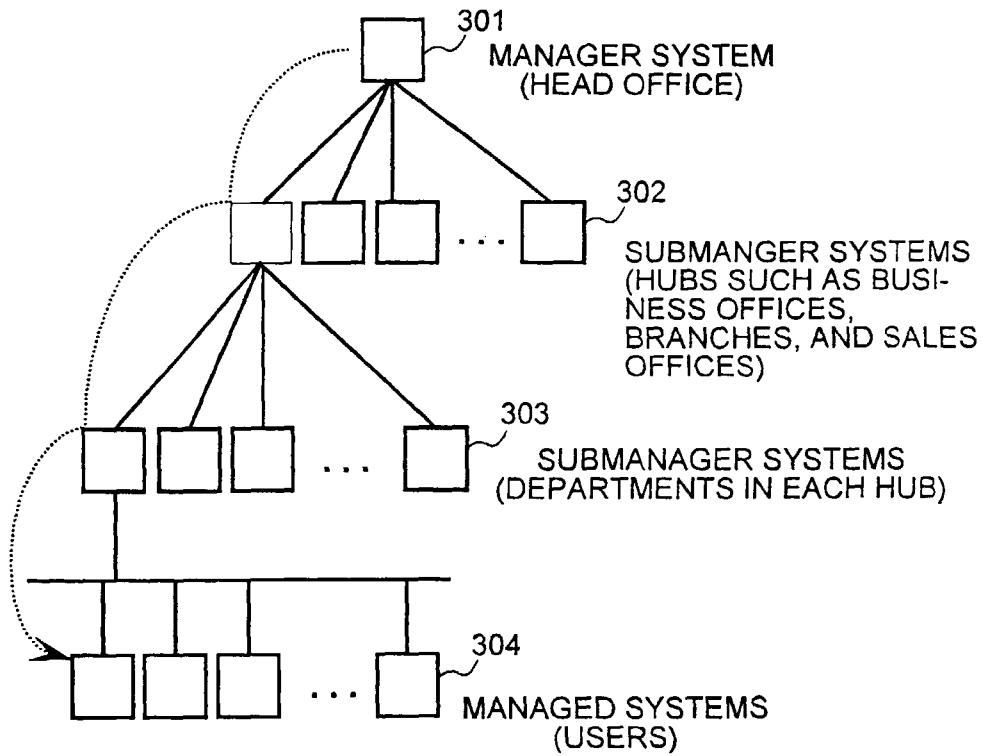 301
MANAGER SYSTEM
(HEAD OFFICE)
302
SUBMANGER SYSTEMS
(HUBS SUCH AS BUSI-
NESS OFFICES,
BRANCHES, AND SALES
OFFICES)
303
SUBMANAGER SYSTEMS
(DEPARTMENTS IN EACH HUB)
304
MANAGED SYSTEMS
(USERS)